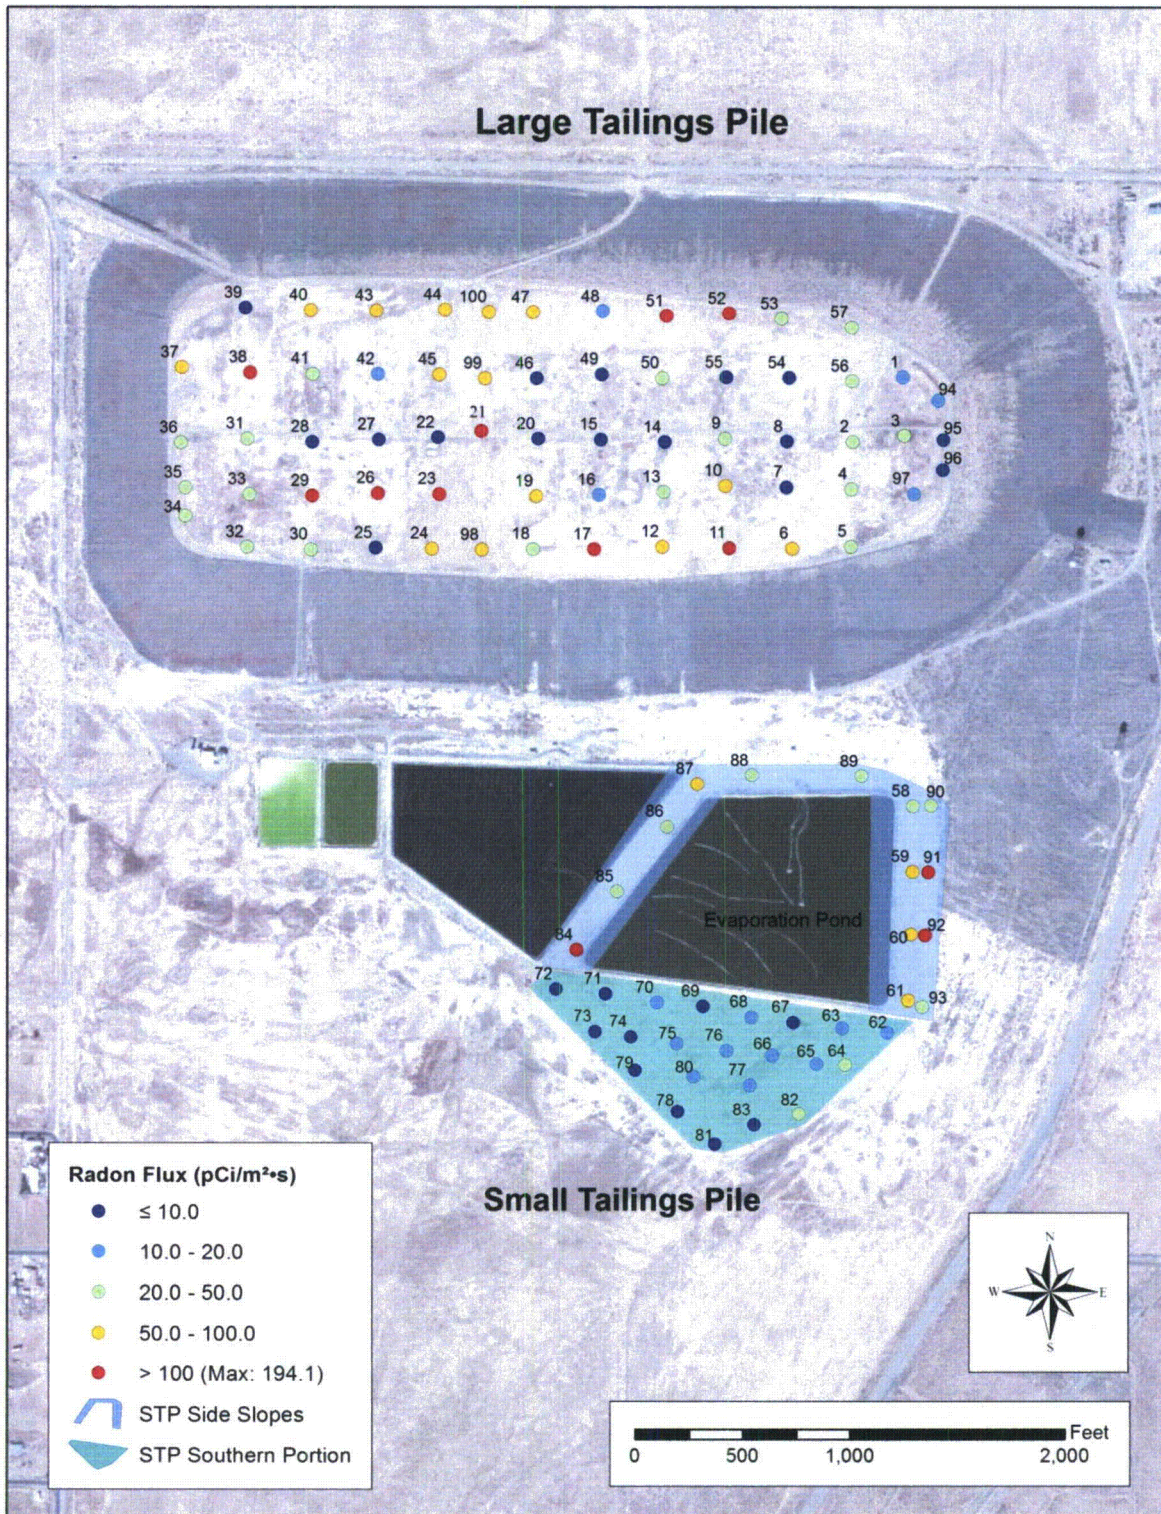 Large Tailings Pile
39 40 43 44 100 47 48 51 52 53 57
37 38 41 42 45 99 46 49 50 55 54 56 1 94
36 31 28 27 22 21 20 15 14 9 8 2 3 95
96
35 33 29 26 23 19 16 13 10 7 4 97
34
32 30 25 24 98 18 17 12 11 6 5
87 88 89
86 58 90
59 91
85
Evaporation Pond
84 60 92
72 71 70 69 68 67 63 62 61 93
73 74 75 76 66 65 64
79 80 77
78 83 82
81
Radon Flux (pCi/m²•s)
≤ 10.0
10.0 - 20.0
20.0 - 50.0
50.0 - 100.0
> 100 (Max: 194.1)
STP Side Slopes
STP Southern Portion
Small Tailings Pile
N
W E
S
Feet
0 500 1,000 2,000